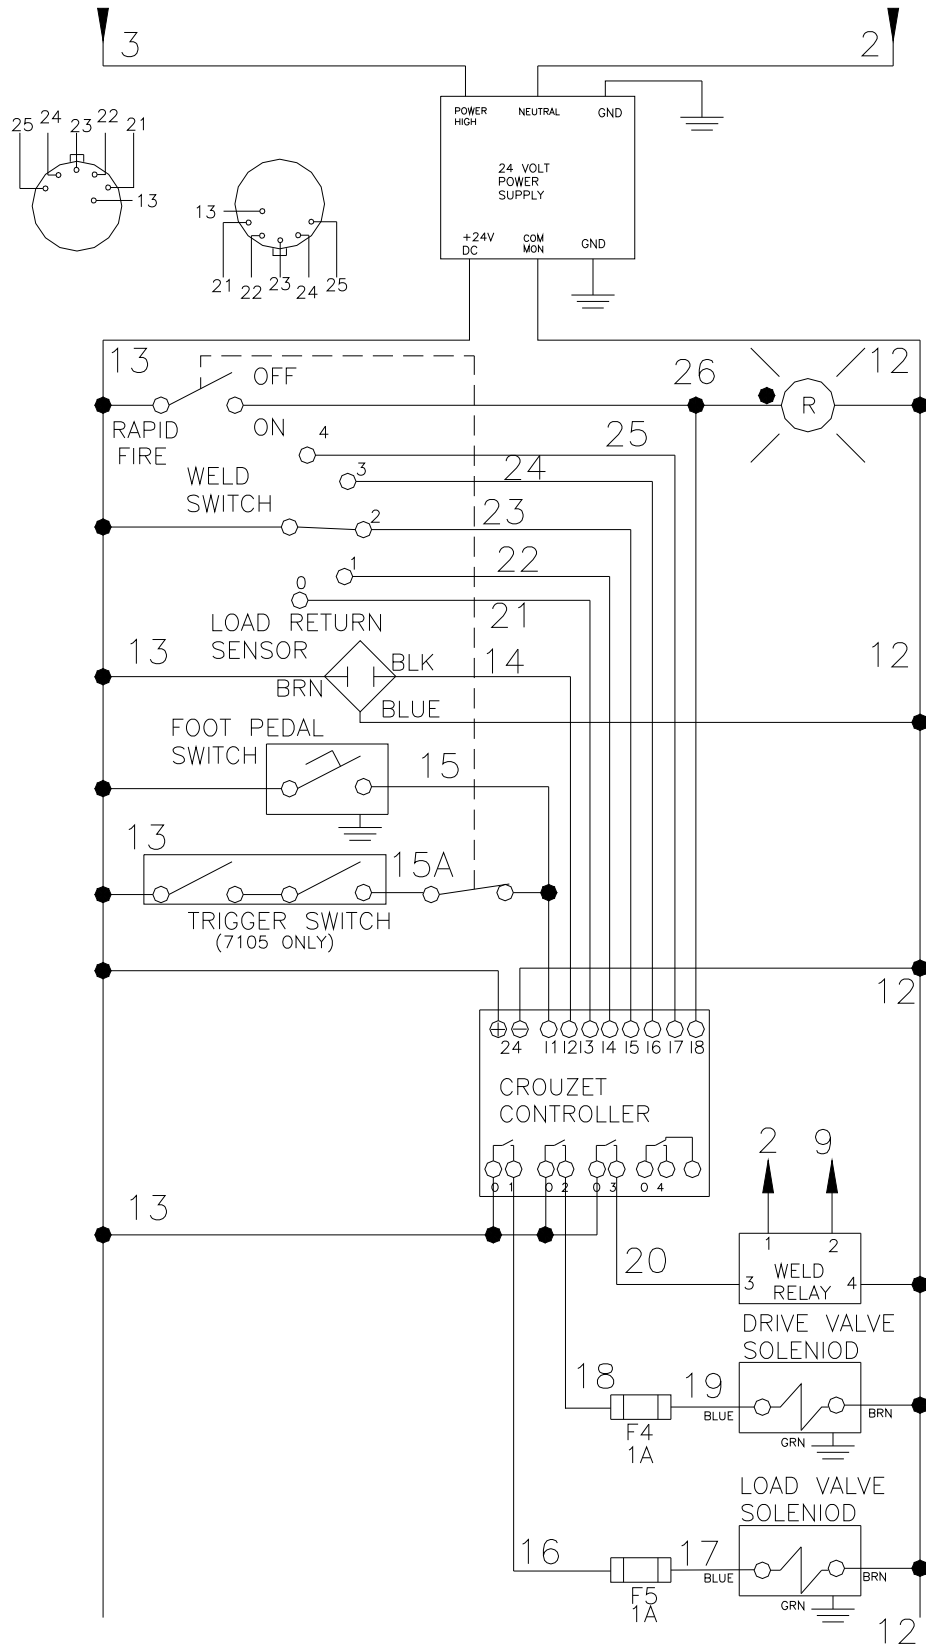 3
2
POWER
HIGH
NEUTRAL
GND
24 VOLT
POWER
SUPPLY
+24V
DC
COM
MON
GND
25 24 23 22 21
13
13
21 22 23 24 25
13
12
OFF
ON
RAPID
FIRE
26
R
4
25
3
24
WELD
SWITCH
2
23
1
22
0
21
LOAD RETURN
SENSOR
13
BRN
BLK
14
BLUE
12
FOOT PEDAL
SWITCH
15
13
15A
TRIGGER SWITCH
(7105 ONLY)
12
24 I1 I2 I3 I4 I5 I6 I7 I8
CROUZET
CONTROLLER
0 1 0 2 0 3 0 4
13
2
9
1
2
20
3
WELD
RELAY
4
DRIVE VALVE
SOLENIOD
18
F4
1A
19
BLUE
BRN
GRN
LOAD VALVE
SOLENIOD
16
F5
1A
17
BLUE
BRN
GRN
12